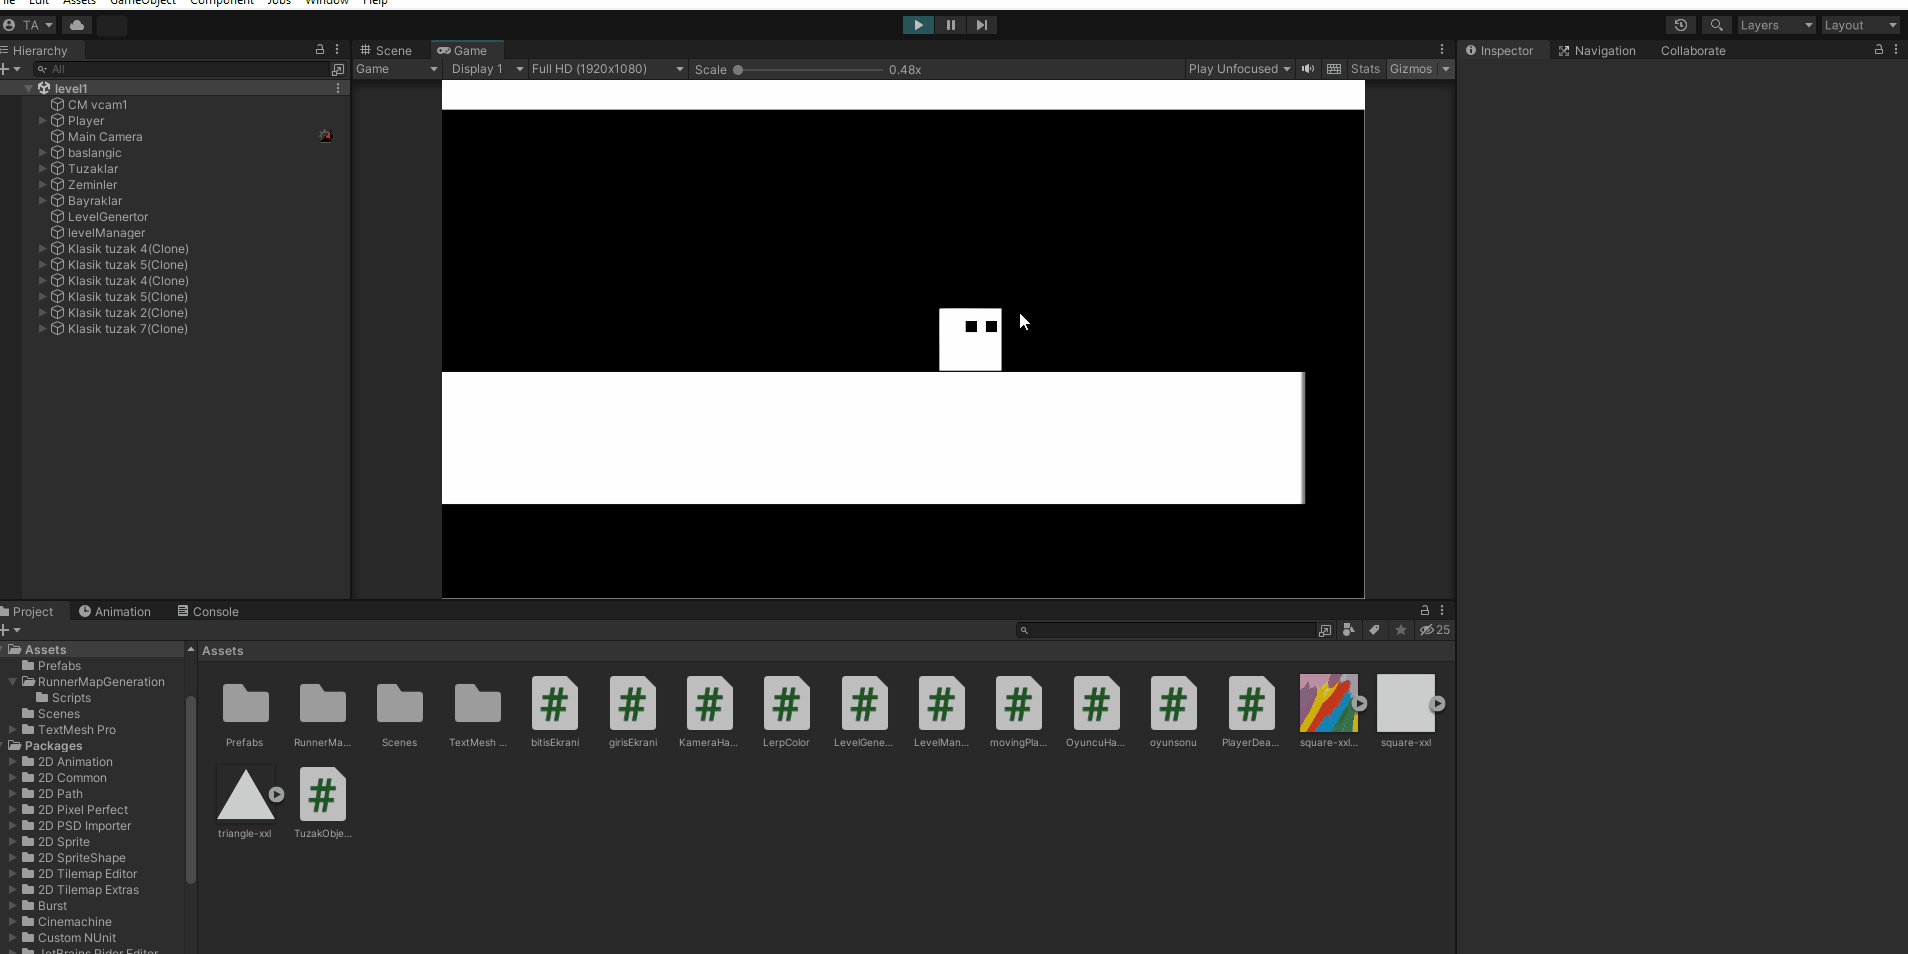 ile Edit Assets GameObject Component Jobs Window Help
TA Layers Layout
Hierarchy Scene Game Inspector Navigation Collaborate
All Game Display 1 Full HD (1920x1080) Scale 0.48x Play Unfocused Stats Gizmos
level1
CM vcam1
Player
Main Camera
baslangic
Tuzaklar
Zeminler
Bayraklar
LevelGenertor
levelManager
Klasik tuzak 4(Clone)
Klasik tuzak 5(Clone)
Klasik tuzak 4(Clone)
Klasik tuzak 5(Clone)
Klasik tuzak 2(Clone)
Klasik tuzak 7(Clone)
Project Animation Console
25
Assets
Prefabs
RunnerMapGeneration
Scripts
Scenes
TextMesh Pro
Packages
2D Animation
2D Common
2D Path
2D Pixel Perfect
2D PSD Importer
2D Sprite
2D SpriteShape
2D Tilemap Editor
2D Tilemap Extras
Burst
Cinemachine
Custom NUnit
JetBrains Rider Editor
Assets
Prefabs RunnerMa... Scenes TextMesh ... bitisEkrani girisEkrani KameraHa... LerpColor LevelGene... LevelMan... movingPla... OyuncuHa... oyunsonu PlayerDea... square-xxl... square-xxl
triangle-xxl TuzakObje...